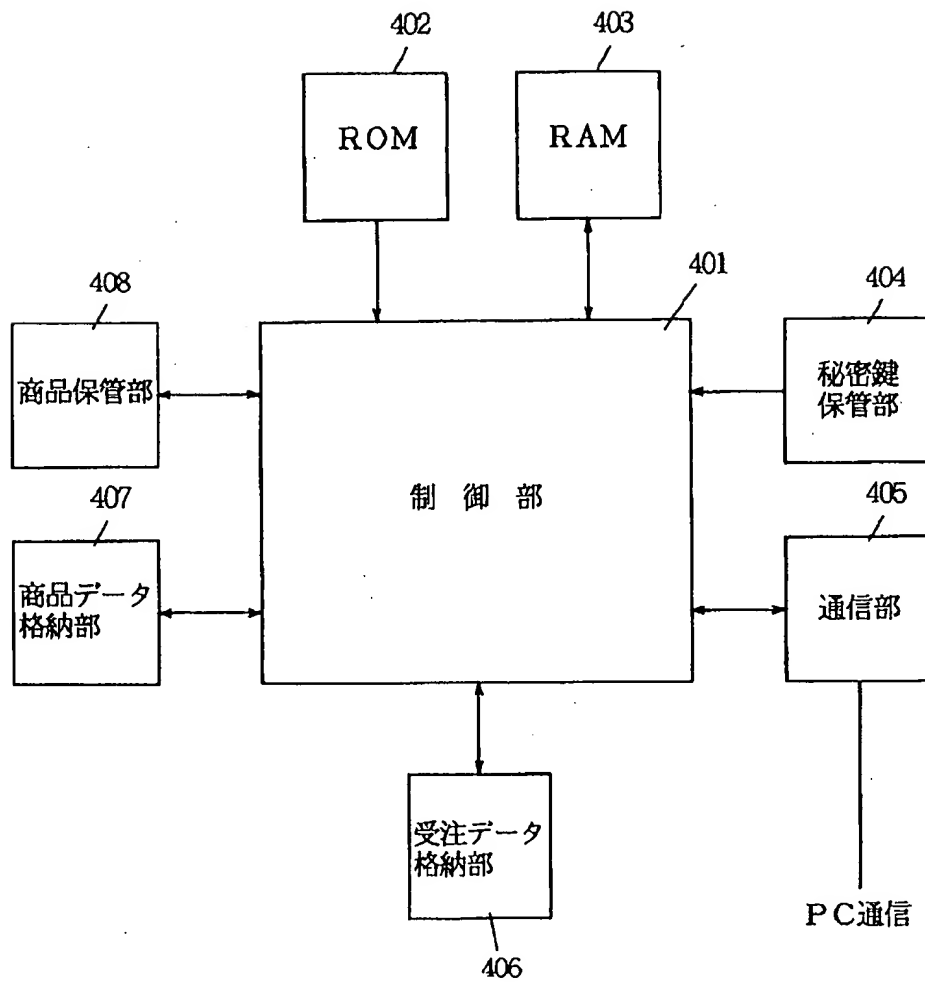 402
403
ROM
RAM
401
408
404
商品保管部
秘密鍵
保管部
制御部
407
405
商品データ
格納部
通信部
受注データ
格納部
PC通信
406